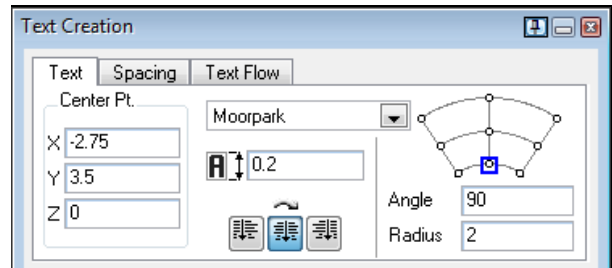 Text Creation
Text Spacing Text Flow
Center Pt.
X -2.75
Y 3.5
Z 0
Moorpark
A 0.2
Angle 90
Radius 2